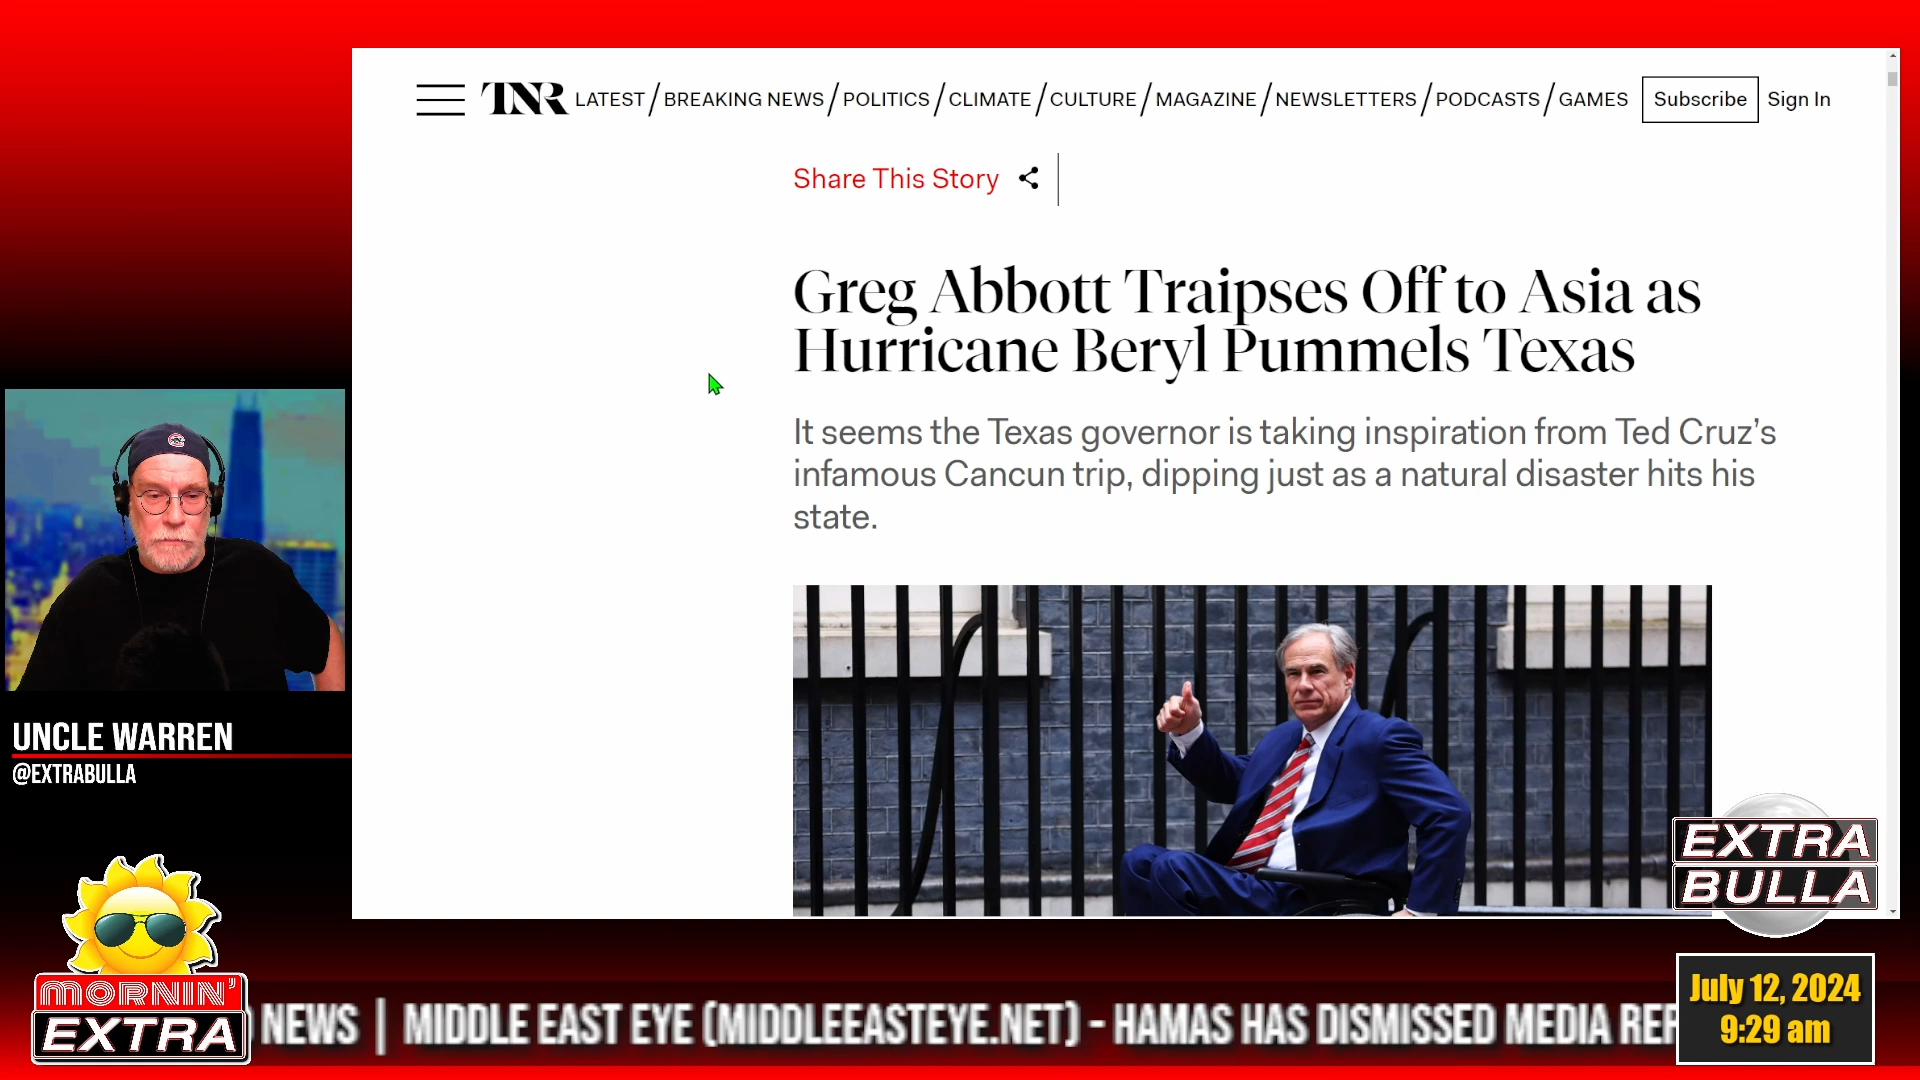 TNR LATEST / BREAKING NEWS / POLITICS / CLIMATE / CULTURE / MAGAZINE / NEWSLETTERS / PODCASTS / GAMES Subscribe Sign In
Share This Story
Greg Abbott Traipses Off to Asia as
Hurricane Beryl Pummels Texas
It seems the Texas governor is taking inspiration from Ted Cruz’s
infamous Cancun trip, dipping just as a natural disaster hits his
state.
UNCLE WARREN
@EXTRABULLA
EXTRA
BULLA
MORNIN’
EXTRA
NEWS | MIDDLE EAST EYE (MIDDLEEASTEYE.NET) - HAMAS HAS DISMISSED MEDIA REP
July 12, 2024
9:29 am